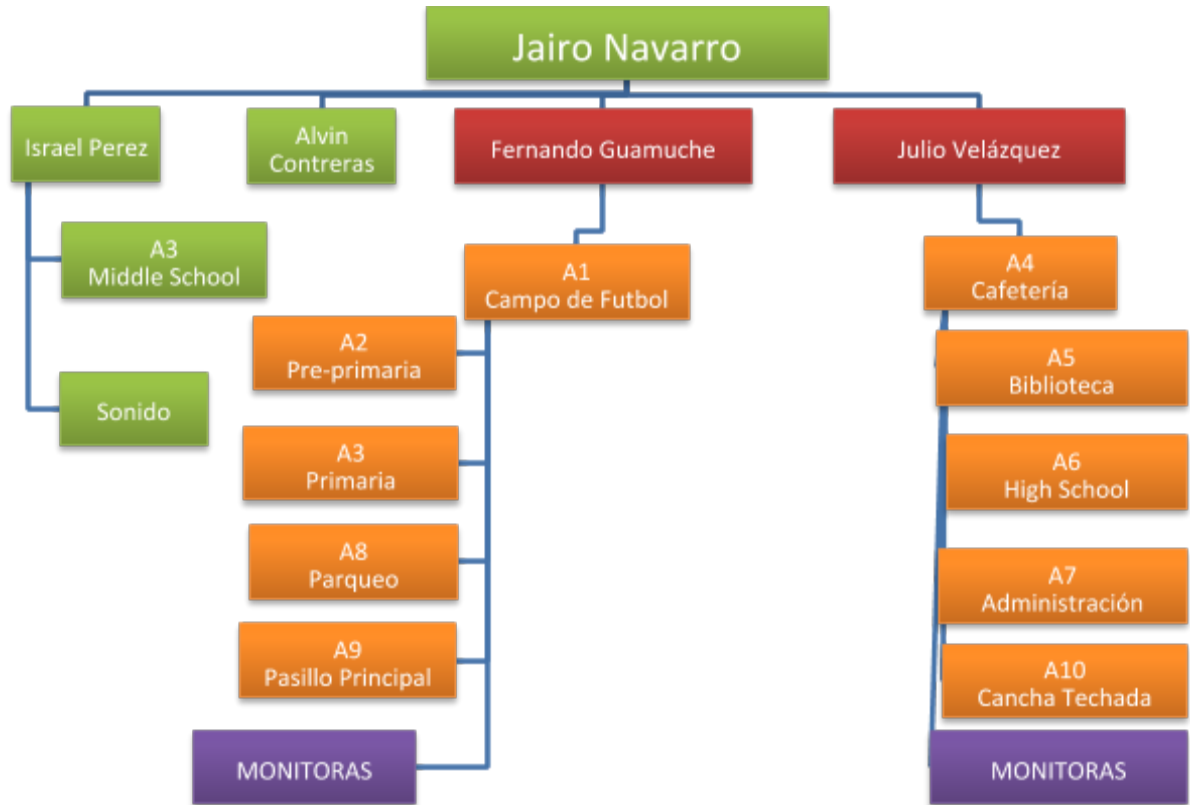 Jairo Navarro
Israel Perez
Alvin
Contreras
Fernando Guamuche
Julio Velázquez
A3
Middle School
Sonido
A1
Campo de Futbol
A2
Pre-primaria
A3
Primaria
A8
Parqueo
A9
Pasillo Principal
MONITORAS
A4
Cafetería
A5
Biblioteca
A6
High School
A7
Administración
A10
Cancha Techada
MONITORAS